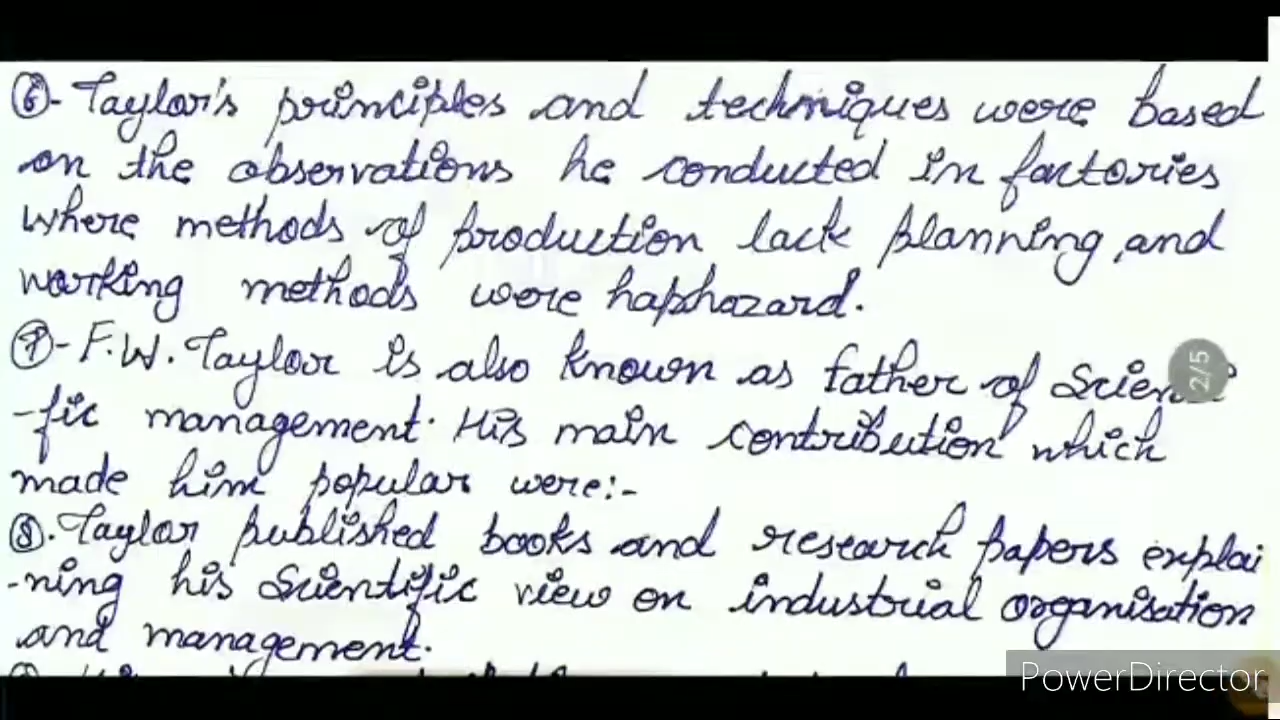 ⑥- Taylor's principles and techniques were based
on the observations he conducted in factories
where methods of production lack planning, and
working methods were haphazard.
⑦- F.W. Taylor is also known as father of Scienti
-fic management. His main contribution which
made him popular were:-
⑧. Taylor published books and research papers explai
-ning his Scientific view on industrial organisation
and management.
2/5
PowerDirector